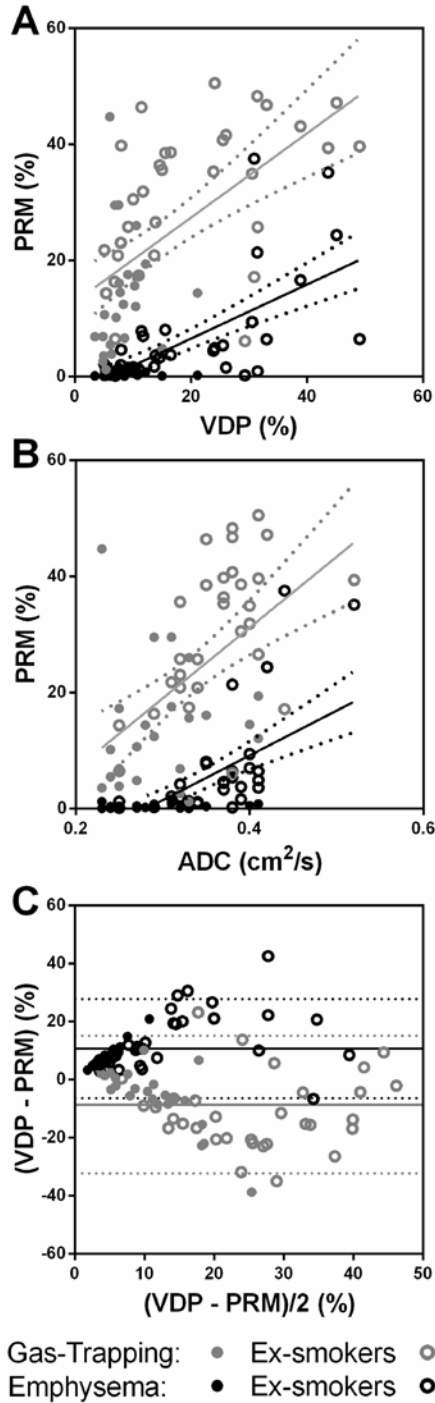 A
60
40
20
0
PRM (%)
0 20 40 60
VDP (%)
B
60
40
20
0
PRM (%)
0.2 0.4 0.6
ADC (cm²/s)
C
60
40
20
0
-20
-40
-60
(VDP - PRM) (%)
0 10 20 30 40 50
(VDP - PRM)/2 (%)
Gas-Trapping: Ex-smokers
Emphysema: Ex-smokers